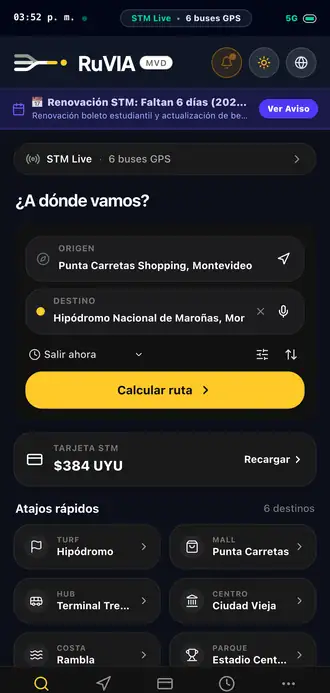 03:52 p. m.
STM Live • 6 buses GPS
5G
RuVIA MVD
📅 Renovación STM: Faltan 6 días (202...
Renovación boleto estudiantil y actualización de be...
Ver Aviso
STM Live · 6 buses GPS
¿A dónde vamos?
ORIGEN
Punta Carretas Shopping, Montevideo
DESTINO
Hipódromo Nacional de Maroñas, Mor
Salir ahora
Calcular ruta
TARJETA STM
$384 UYU
Recargar
Atajos rápidos
6 destinos
TURF
Hipódromo
MALL
Punta Carretas
HUB
Terminal Tre...
CENTRO
Ciudad Vieja
COSTA
Rambla
PARQUE
Estadio Cent...